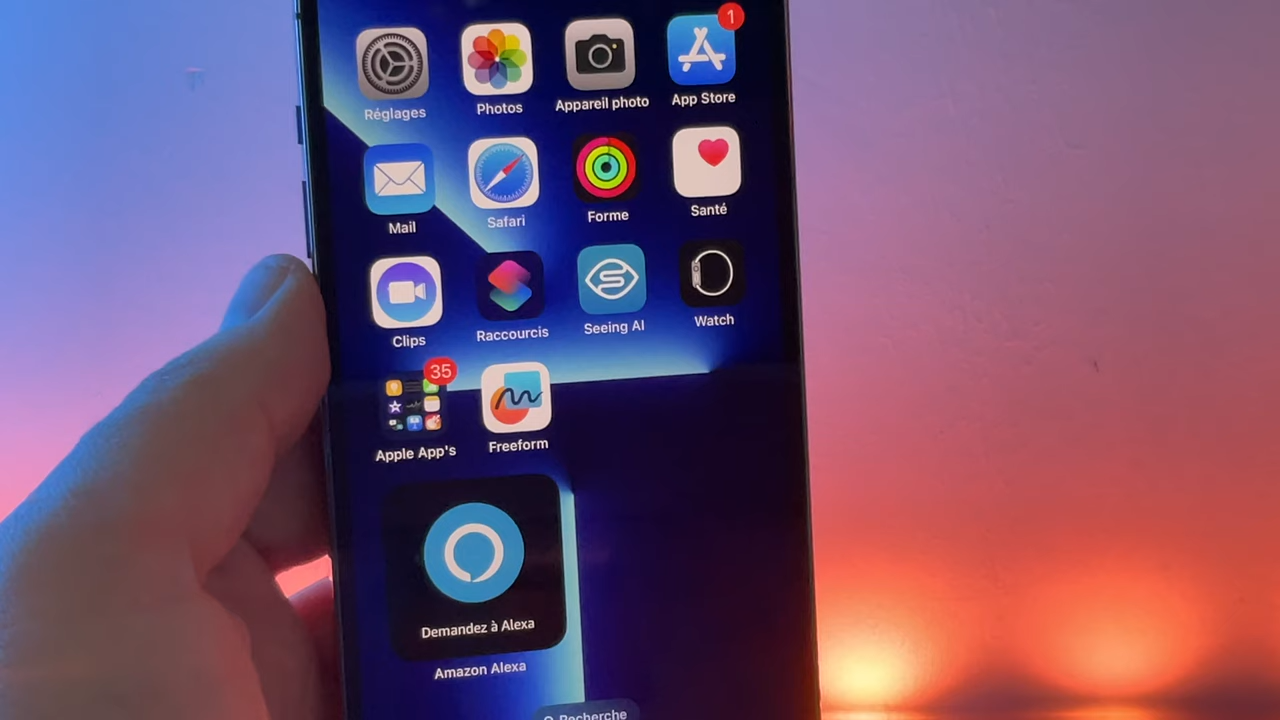 1
Réglages
Photos
Appareil photo
App Store
Mail
Safari
Forme
Santé
Clips
Raccourcis
Seeing AI
Watch
35
Apple App's
Freeform
Demandez à Alexa
Amazon Alexa
Recherche